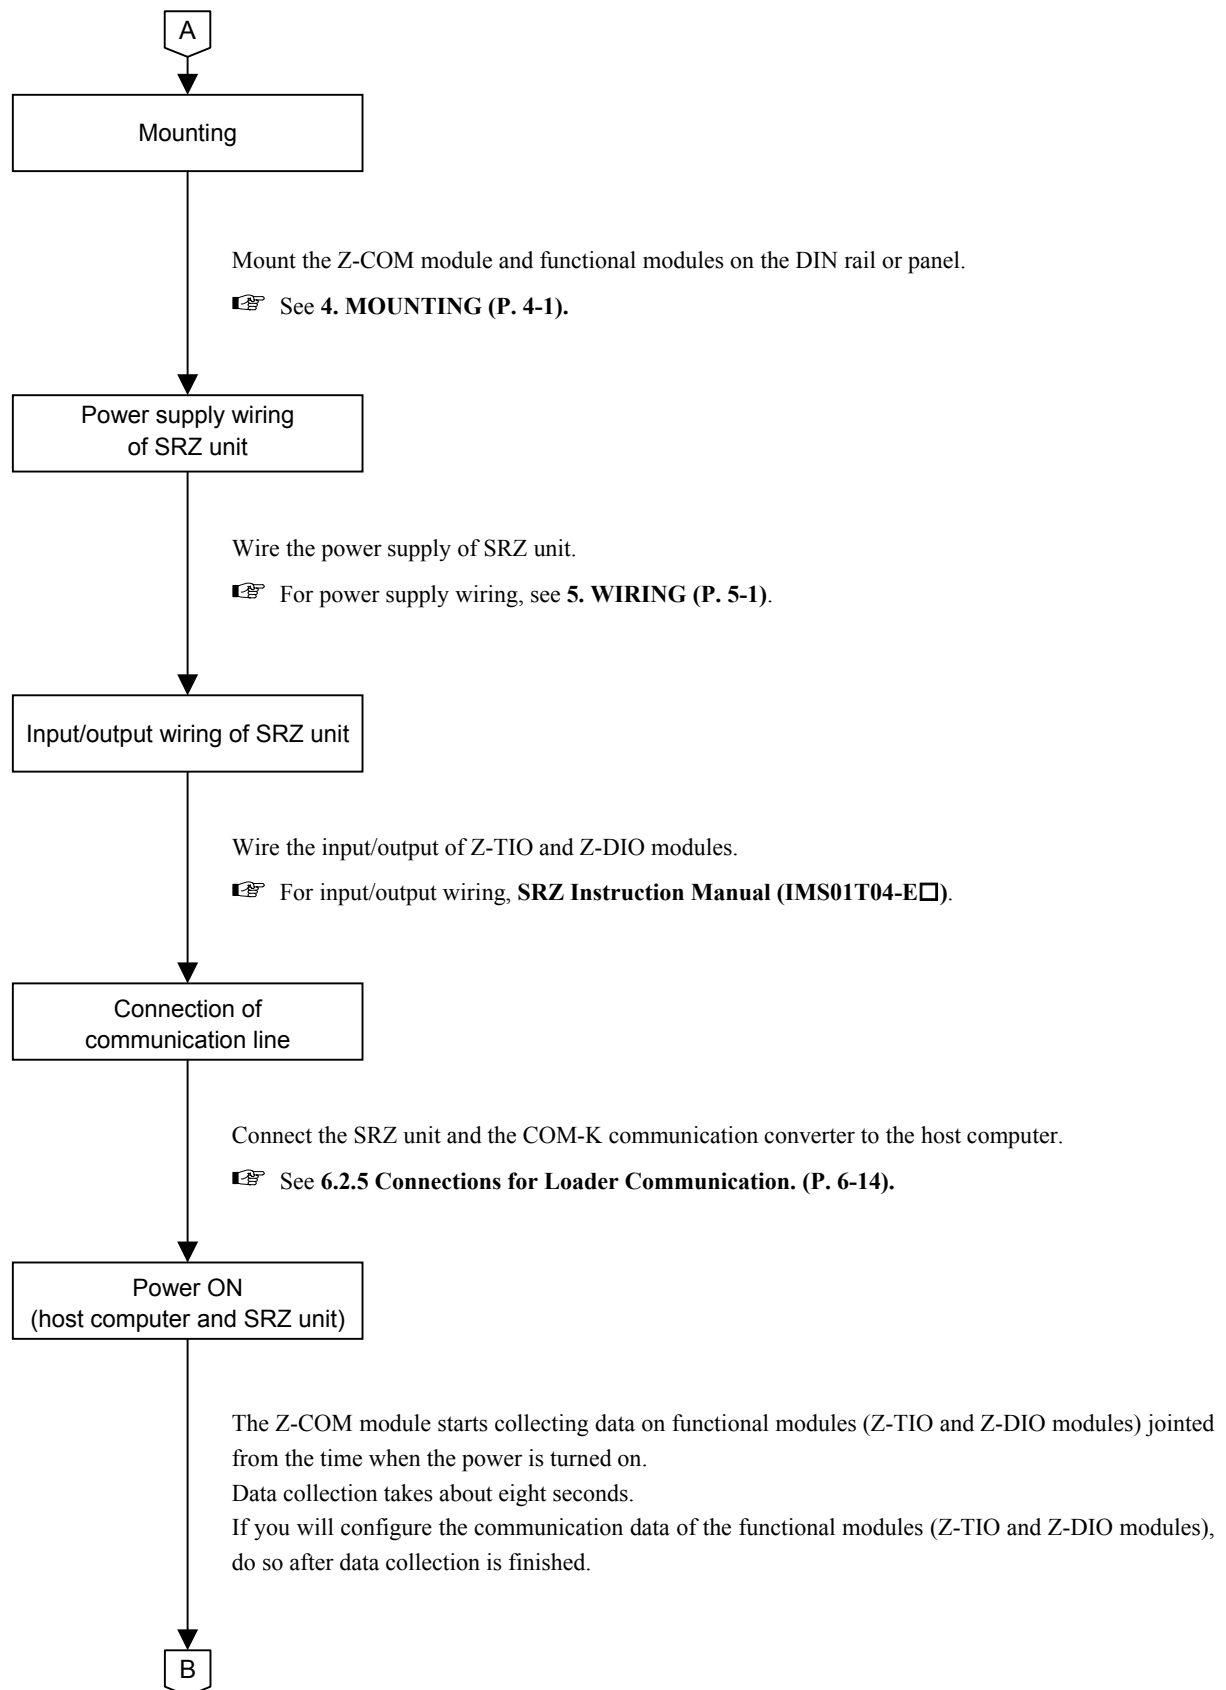 A
Mounting
Mount the Z-COM module and functional modules on the DIN rail or panel.
☞ See 4. MOUNTING (P. 4-1).
Power supply wiring
of SRZ unit
Wire the power supply of SRZ unit.
☞ For power supply wiring, see 5. WIRING (P. 5-1).
Input/output wiring of SRZ unit
Wire the input/output of Z-TIO and Z-DIO modules.
☞ For input/output wiring, SRZ Instruction Manual (IMS01T04-E□).
Connection of
communication line
Connect the SRZ unit and the COM-K communication converter to the host computer.
☞ See 6.2.5 Connections for Loader Communication. (P. 6-14).
Power ON
(host computer and SRZ unit)
The Z-COM module starts collecting data on functional modules (Z-TIO and Z-DIO modules) jointed
from the time when the power is turned on.
Data collection takes about eight seconds.
If you will configure the communication data of the functional modules (Z-TIO and Z-DIO modules),
do so after data collection is finished.
B